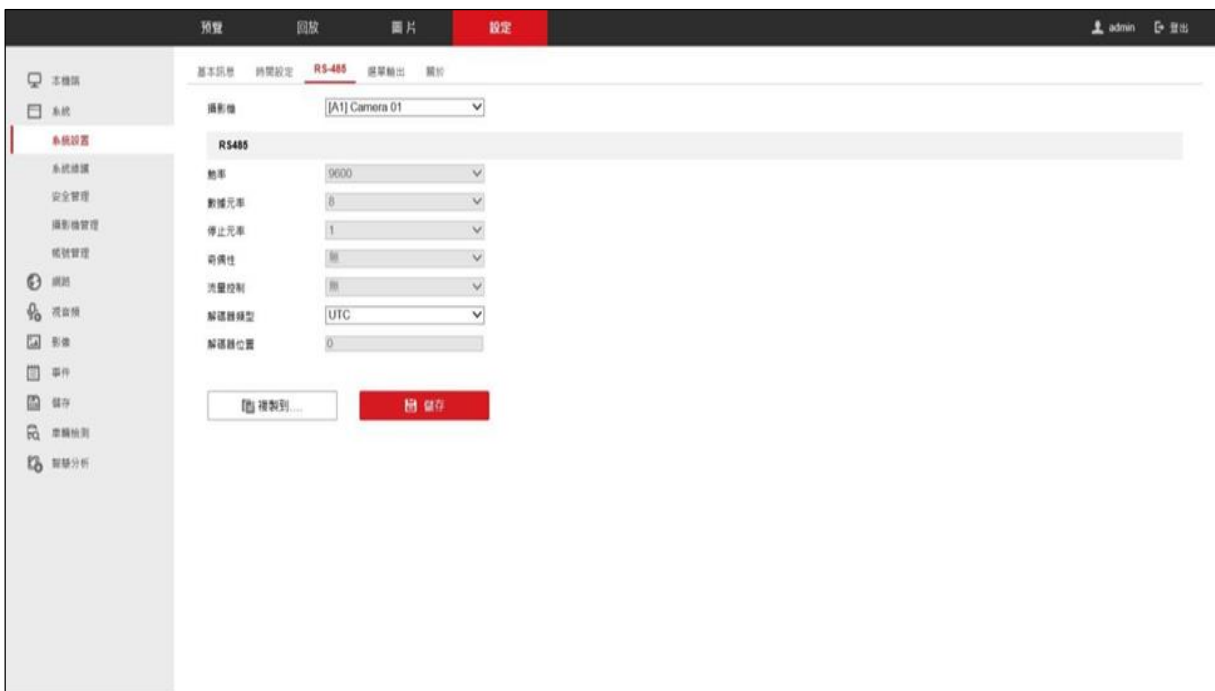 預覽 回放 圖片 設定 admin 登出
本機端
系統
系統設置
系統維護
安全管理
攝影機管理
帳號管理
網路
視音頻
影像
事件
儲存
車輛檢測
智慧分析
基本訊息 時間設定 RS-485 選單輸出 關於
攝影機 [A1] Camera 01
RS485
鮑率 9600
數據元率 8
停止元率 1
奇偶性 無
流量控制 無
解碼器類型 UTC
解碼器位置 0
複製到.... 儲存